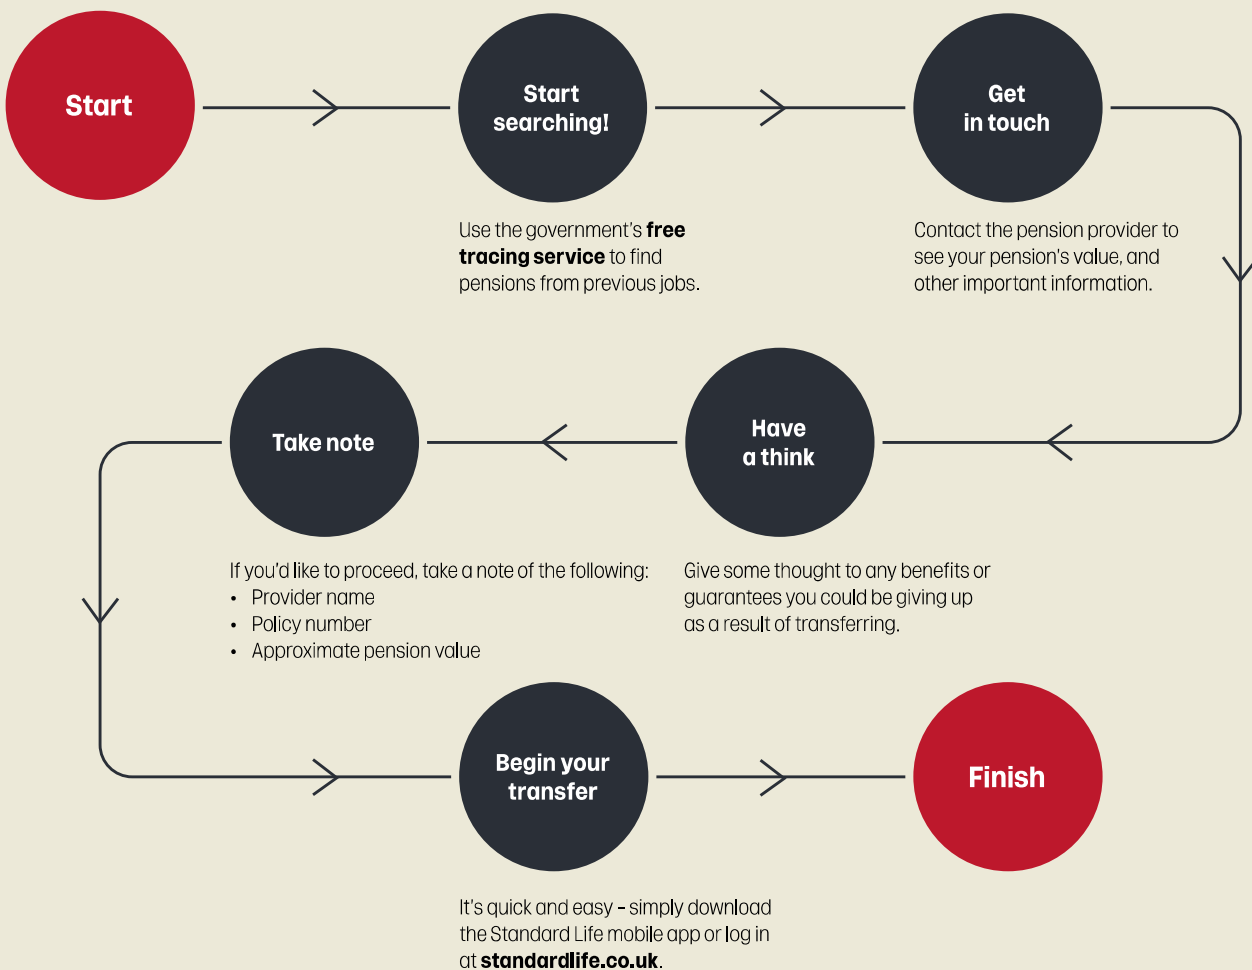 Start
Start
searching!
Use the government's free
tracing service to find
pensions from previous jobs.
Get
in touch
Contact the pension provider to
see your pension's value, and
other important information.
Have
a think
Give some thought to any benefits or
guarantees you could be giving up
as a result of transferring.
Take note
If you'd like to proceed, take a note of the following:
• Provider name
• Policy number
• Approximate pension value
Begin your
transfer
It's quick and easy – simply download
the Standard Life mobile app or log in
at standardlife.co.uk.
Finish